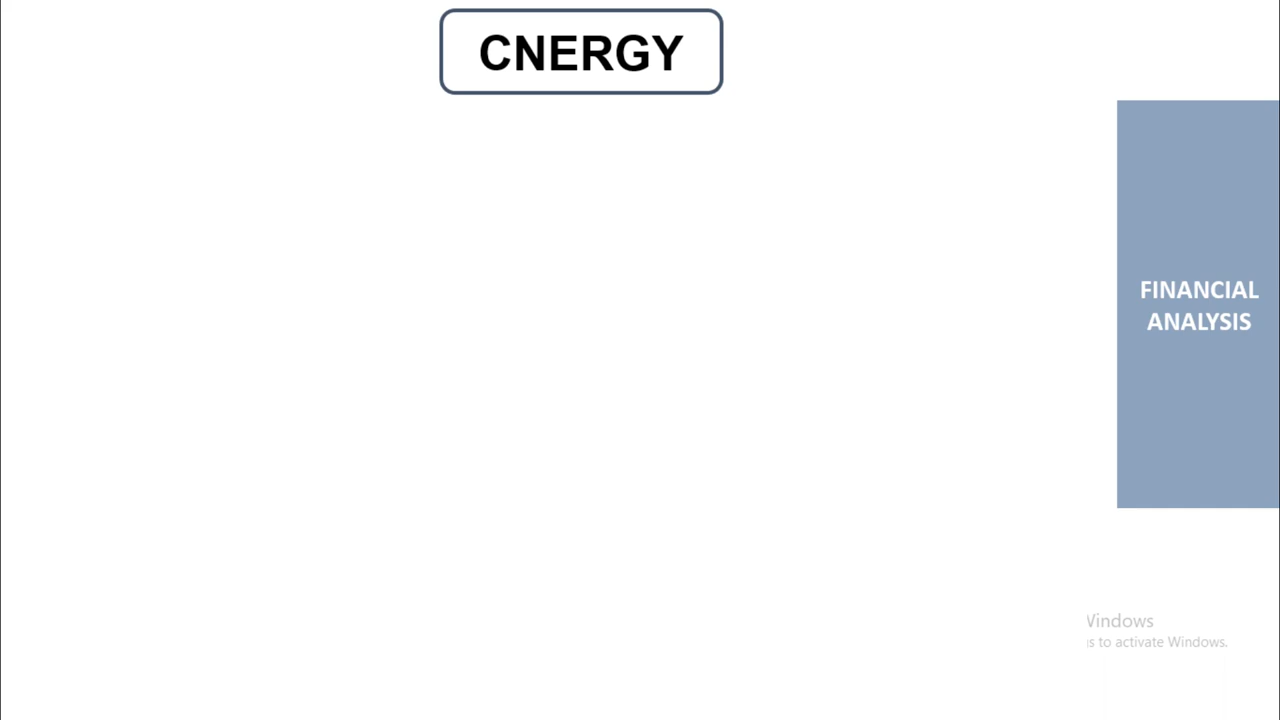 CNERGY
FINANCIAL
ANALYSIS
Windows
to activate Windows.